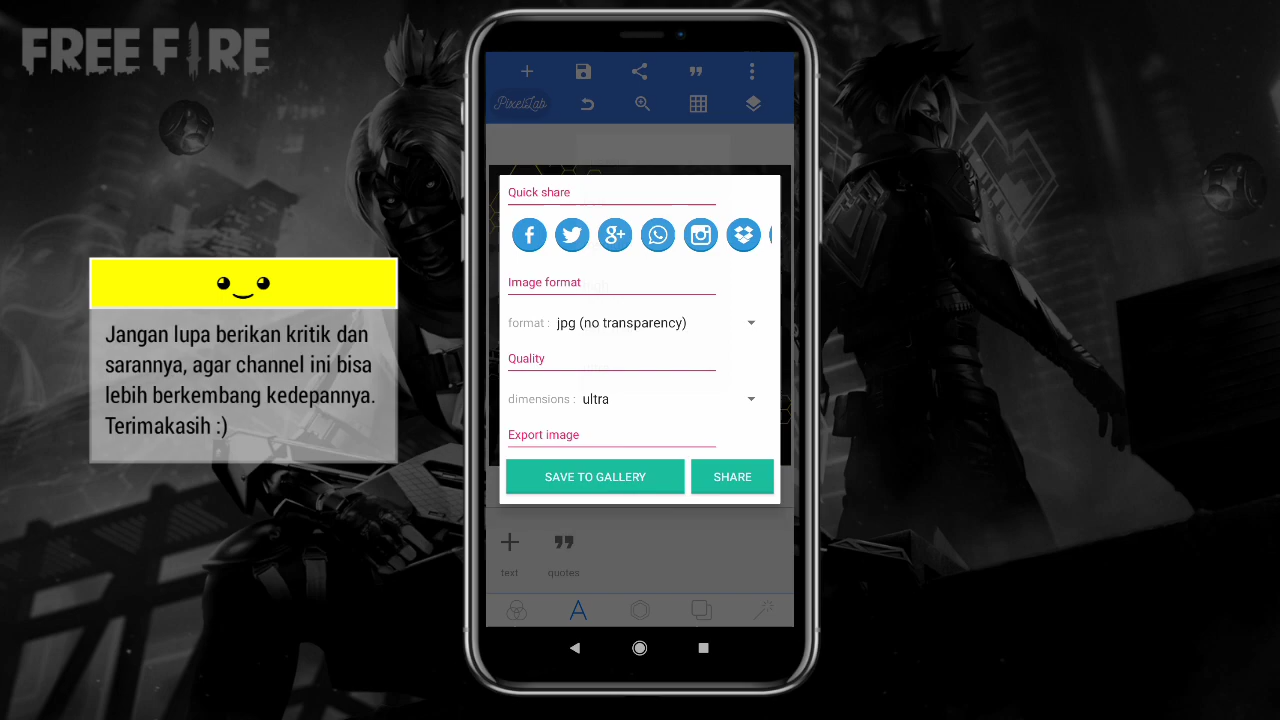 FREE FIRE
PixelLab
Quick share
Image format
format : jpg (no transparency)
Quality
dimensions : ultra
Export image
SAVE TO GALLERY SHARE
text quotes
Jangan lupa berikan kritik dan
sarannya, agar channel ini bisa
lebih berkembang kedepannya.
Terimakasih :)